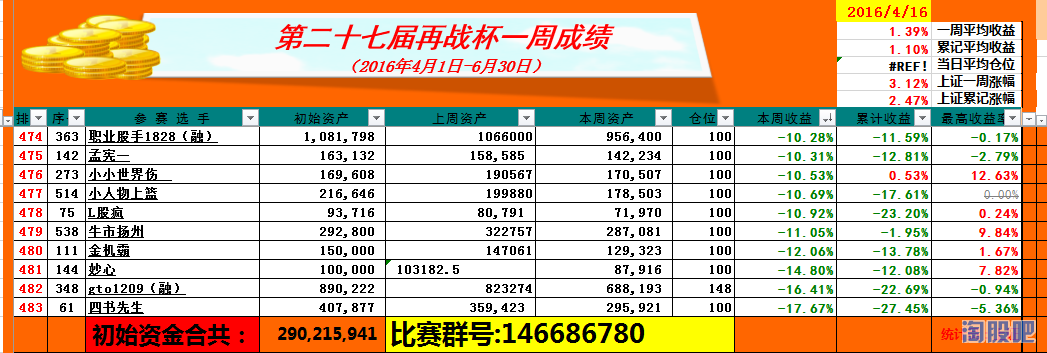 第二十七届再战杯一周成绩
(2016年4月1日-6月30日)
2016/4/16
1.39% 一周平均收益
1.10% 累记平均收益
#REF! 当日平均仓位
3.12% 上证一周涨幅
2.47% 上证累记涨幅
排 序 参赛选手 初始资产 上周资产 本周资产 仓位 本周收益 累计收益 最高收益率
474 363 职业股手1828（融） 1,081,798 1066000 956,400 100 -10.28% -11.59% -0.17%
475 142 孟宪一 163,132 158,585 142,234 100 -10.31% -12.81% -2.79%
476 273 小小世界伤 169,608 190567 170,507 100 -10.53% 0.53% 12.63%
477 514 小人物上篮 216,646 199880 178,503 100 -10.69% -17.61% 0.00%
478 75 L股疯 93,716 80,791 71,970 100 -10.92% -23.20% 0.24%
479 538 牛市扬州 292,800 322757 287,081 100 -11.05% -1.95% 9.84%
480 111 金机霸 150,000 147061 129,323 100 -12.06% -13.78% 1.67%
481 144 妙心 100,000 103182.5 87,916 100 -14.80% -12.08% 7.82%
482 348 gto1209（融） 890,222 823274 688,193 148 -16.41% -22.69% -0.94%
483 61 四书先生 407,877 359,423 295,921 100 -17.67% -27.45% -5.36%
初始资金合共： 290,215,941 比赛群号:146686780 统计
淘股吧